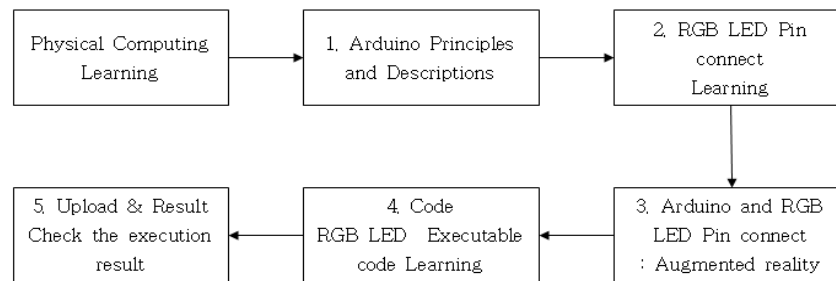 Physical Computing
Learning
1. Arduino Principles
and Descriptions
2. RGB LED Pin
connect
Learning
3. Arduino and RGB
LED Pin connect
: Augmented reality
4. Code
RGB LED Executable
code Learning
5. Upload & Result
Check the execution
result